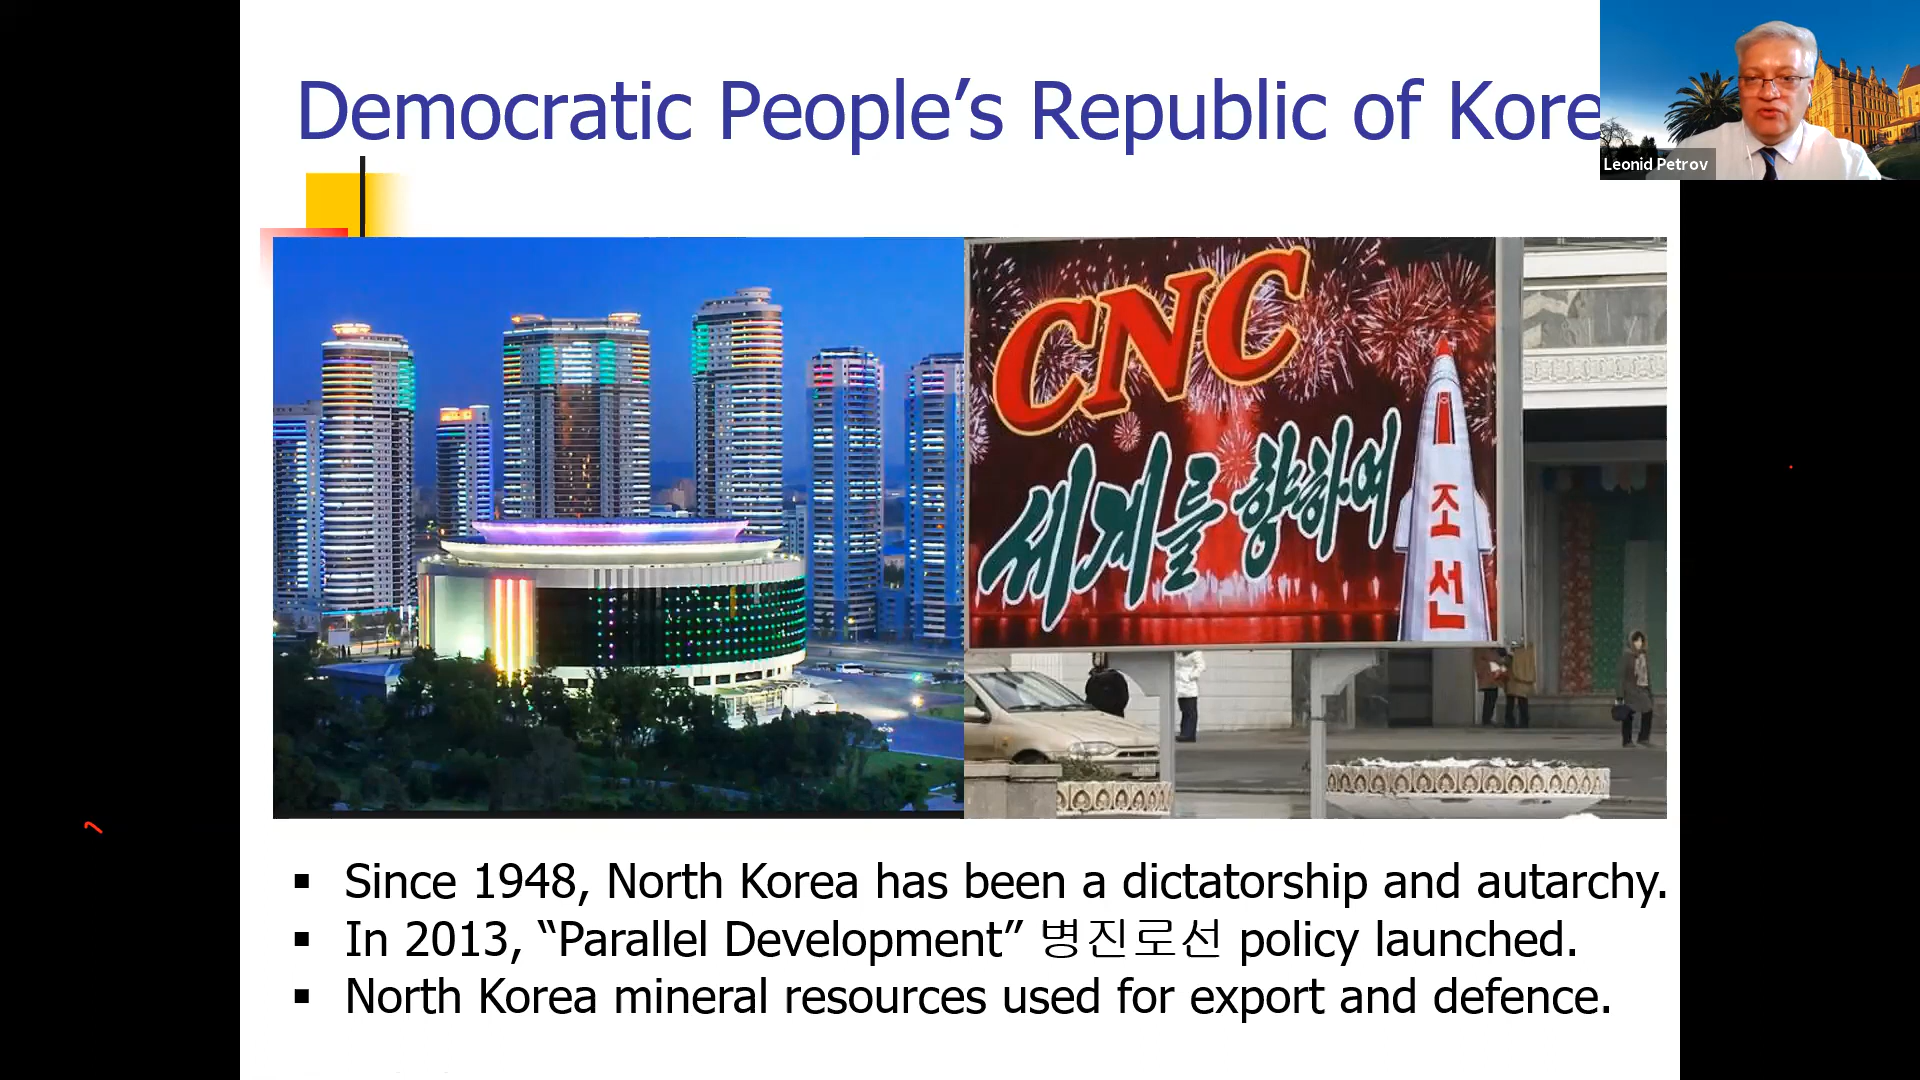 Democratic People’s Republic of Kore
Leonid Petrov
CNC
세계를 향하여
조선
▪ Since 1948, North Korea has been a dictatorship and autarchy.
▪ In 2013, “Parallel Development” 병진로선 policy launched.
▪ North Korea mineral resources used for export and defence.